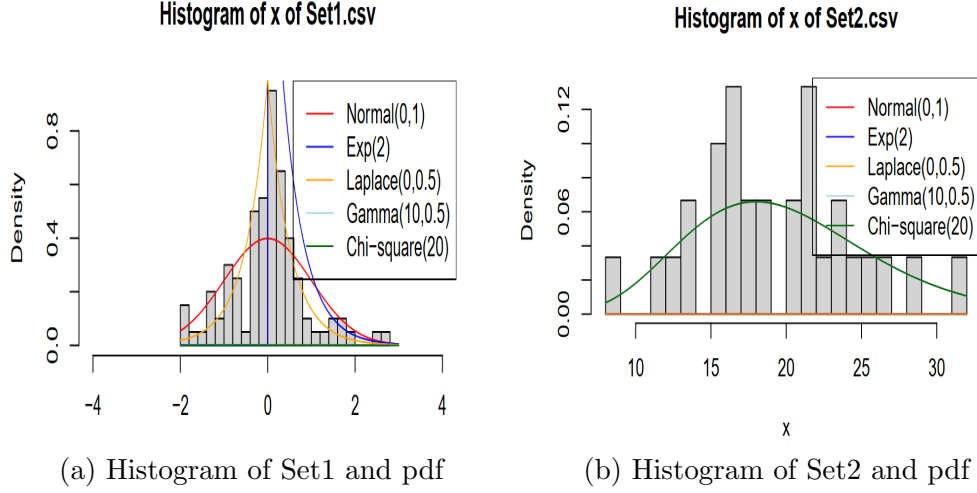 Histogram of x of Set1.csv
Density
0.0
0.4
0.8
−4
−2
0
2
4
Normal(0,1)
Exp(2)
Laplace(0,0.5)
Gamma(10,0.5)
Chi−square(20)
(a) Histogram of Set1 and pdf
Histogram of x of Set2.csv
Density
0.00
0.06
0.12
10
15
20
25
30
x
Normal(0,1)
Exp(2)
Laplace(0,0.5)
Gamma(10,0.5)
Chi−square(20)
(b) Histogram of Set2 and pdf